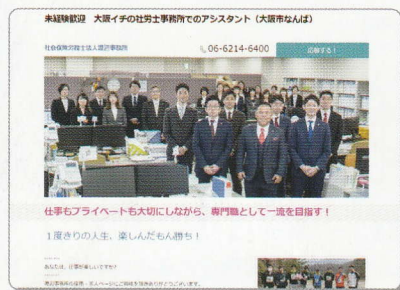 未経験歓迎　大阪イチの社労士事務所でのアシスタント（大阪市なんば）
社会保険労務士法人渡辺事務所
06-6214-6400
応募する！
仕事もプライベートも大切にしながら、専門職として一流を目指す！
１度きりの人生、楽しんだもん勝ち！
あなたは、仕事が楽しいですか？